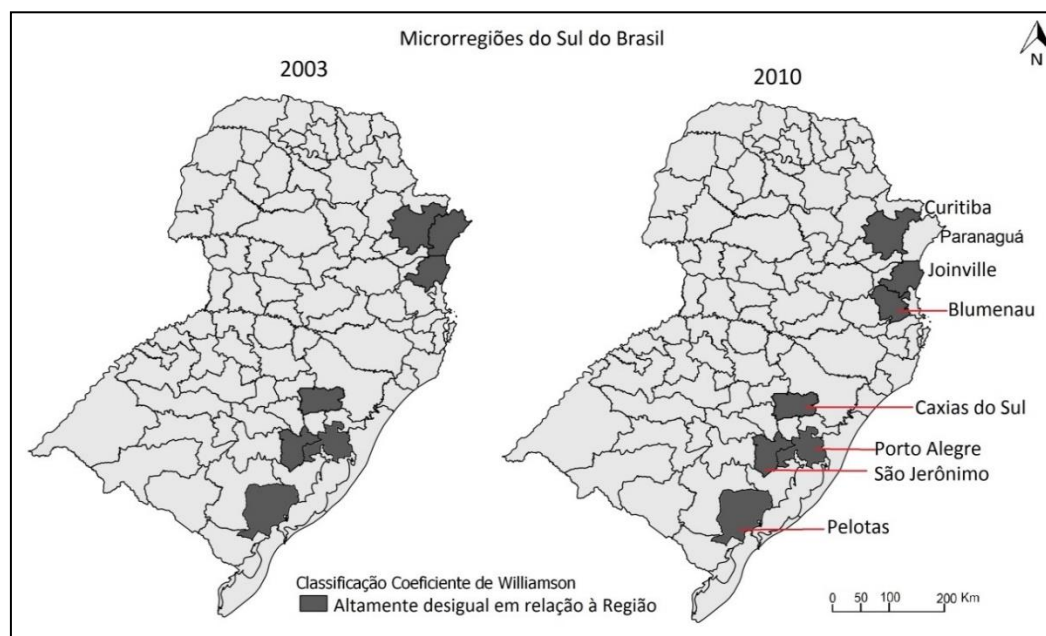 Microrregiões do Sul do Brasil
N
2003
2010
Curitiba
Paranaguá
Joinville
Blumenau
Caxias do Sul
Porto Alegre
São Jerônimo
Pelotas
Classificação Coeficiente de Williamson
Altamente desigual em relação à Região
0 50 100 200 Km